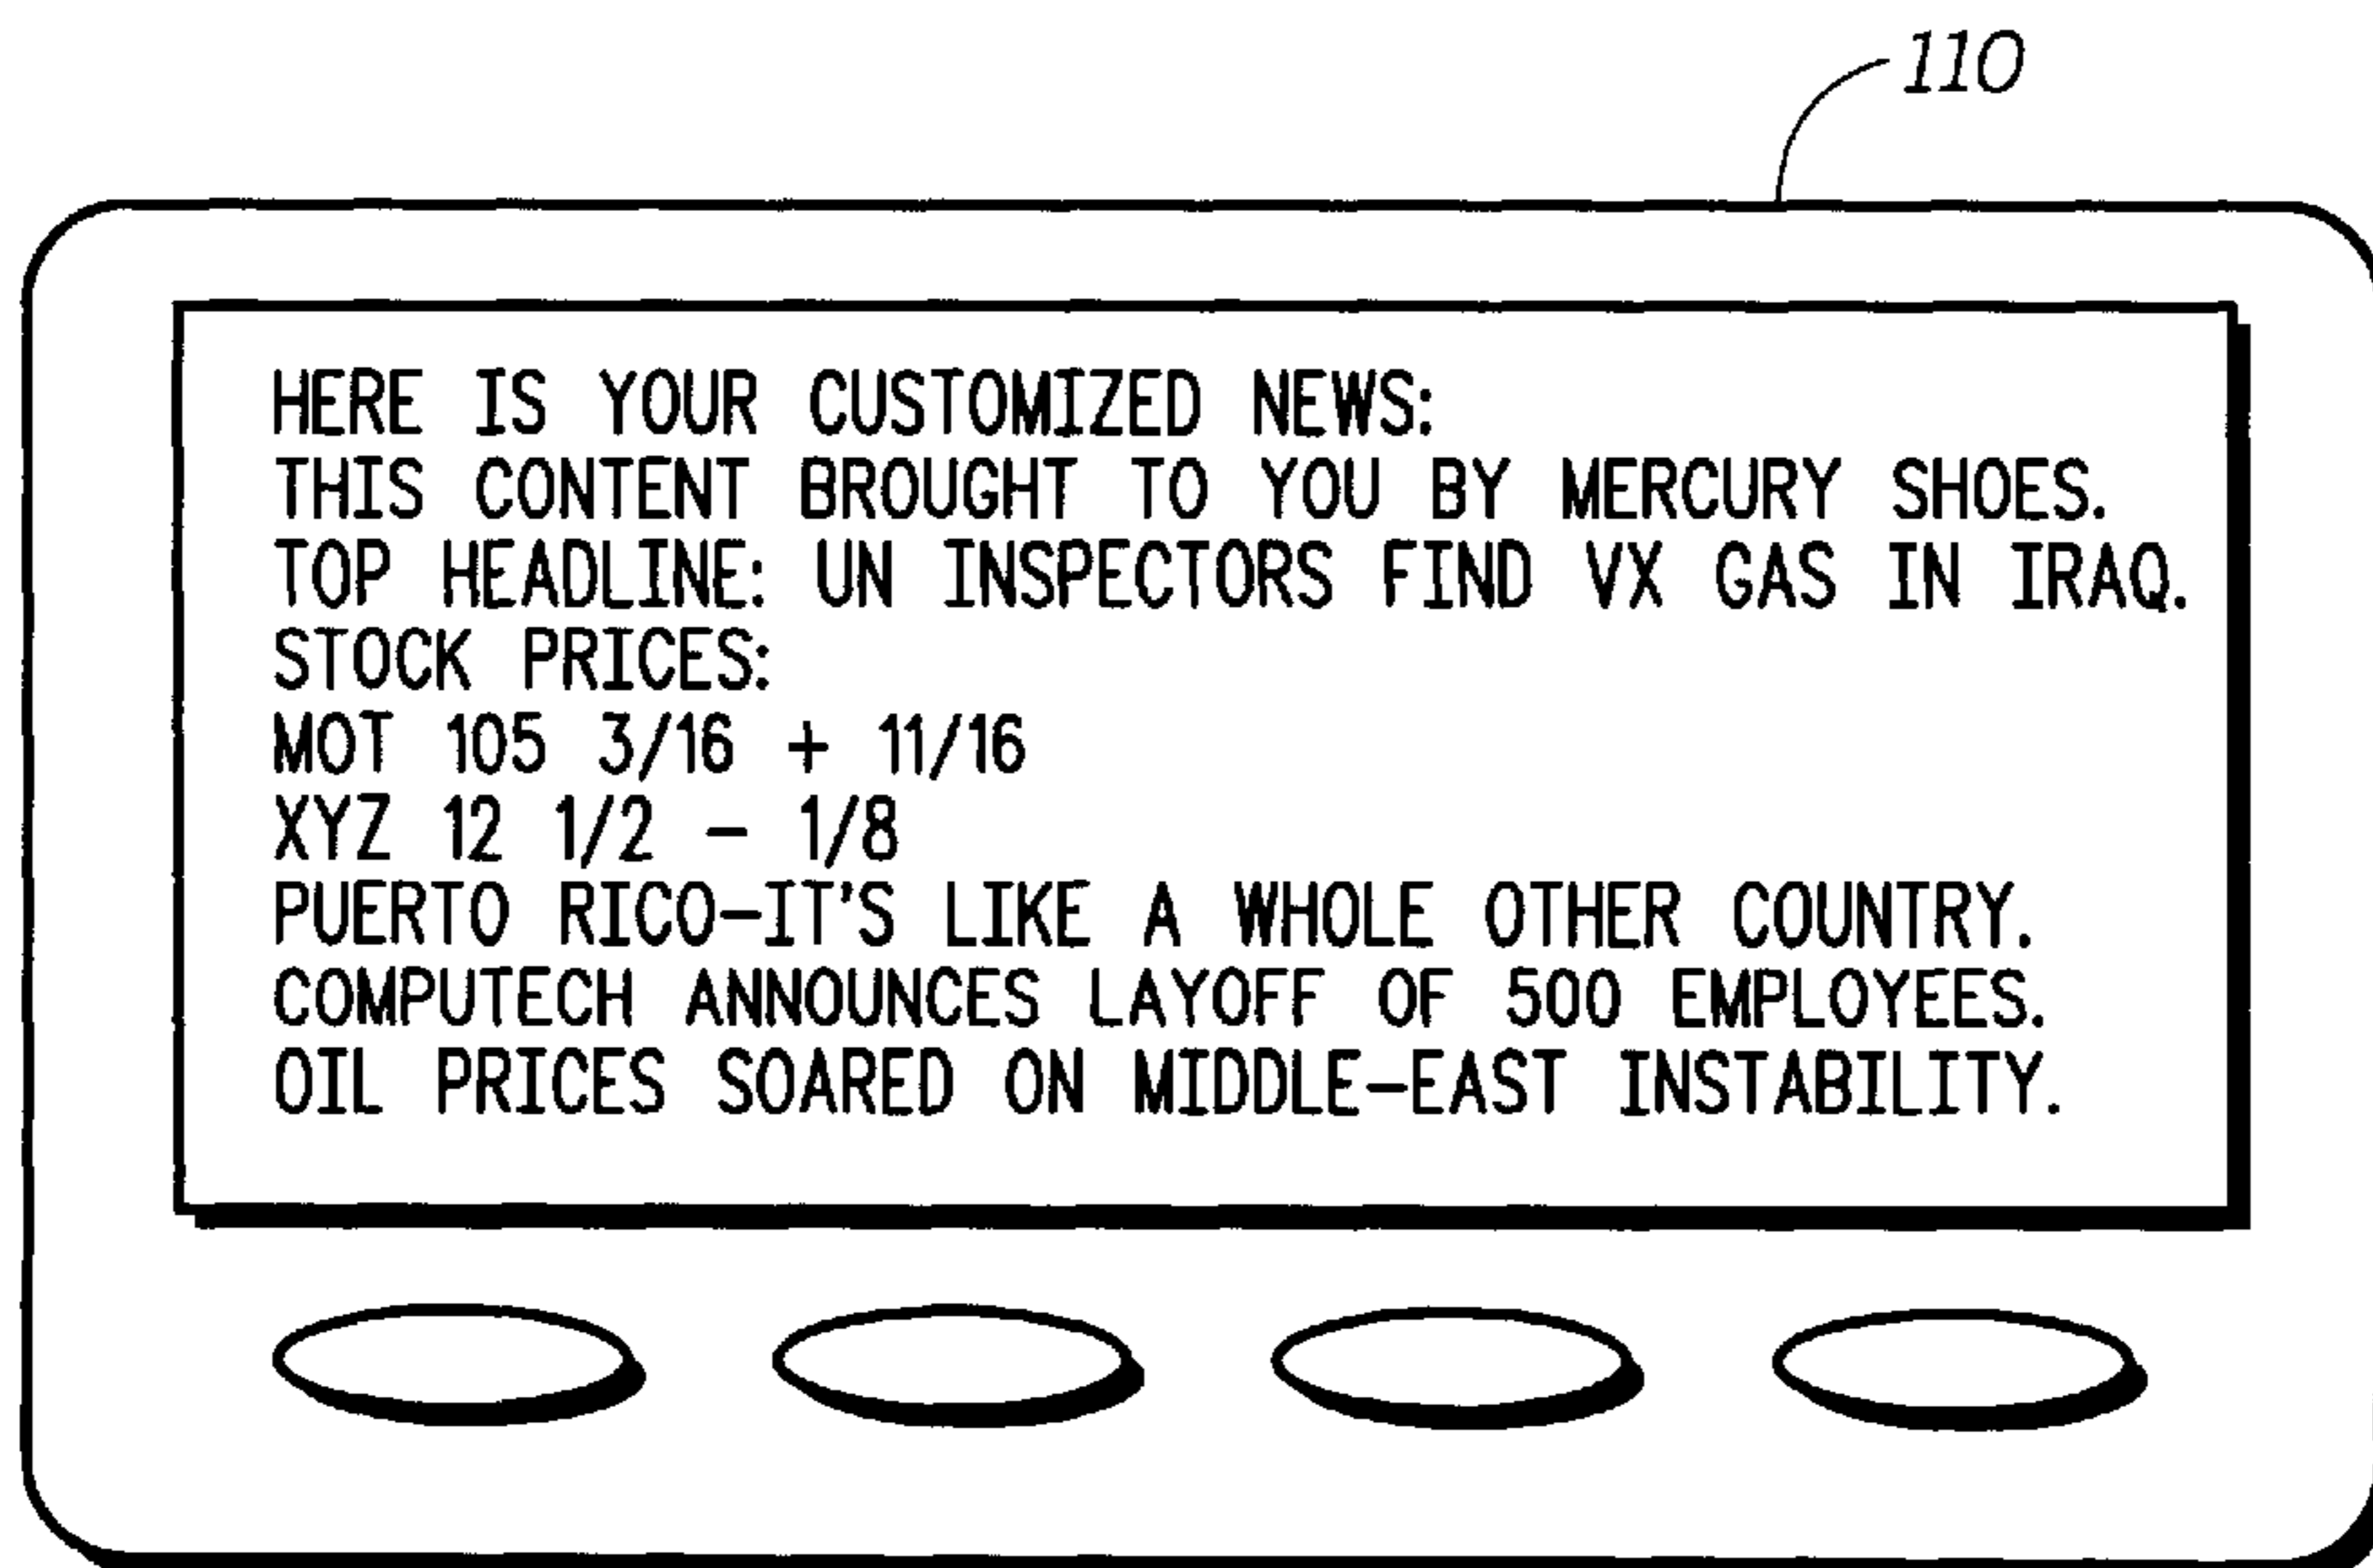 110
HERE IS YOUR CUSTOMIZED NEWS:
THIS CONTENT BROUGHT TO YOU BY MERCURY SHOES.
TOP HEADLINE: UN INSPECTORS FIND VX GAS IN IRAQ.
STOCK PRICES:
MOT 105 3/16 + 11/16
XYZ 12 1/2 - 1/8
PUERTO RICO-IT'S LIKE A WHOLE OTHER COUNTRY.
COMPUTECH ANNOUNCES LAYOFF OF 500 EMPLOYEES.
OIL PRICES SOARED ON MIDDLE-EAST INSTABILITY.